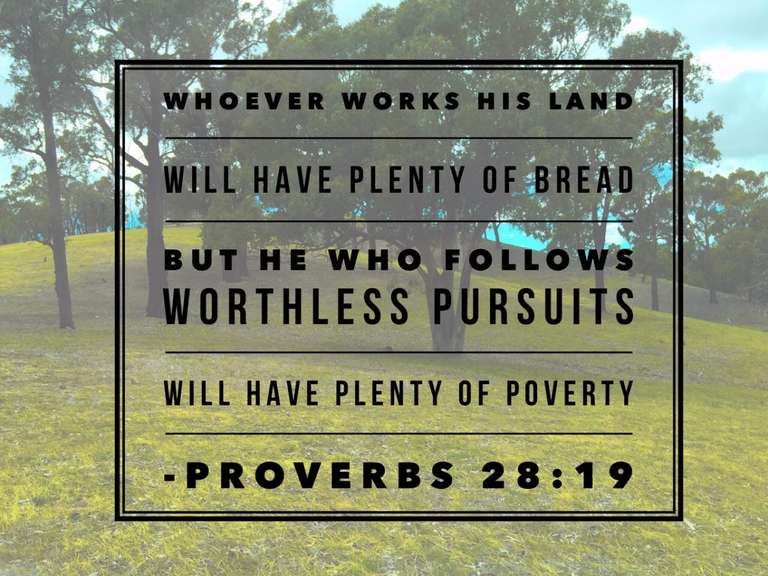 WHOEVER WORKS HIS LAND
WILL HAVE PLENTY OF BREAD
BUT HE WHO FOLLOWS
WORTHLESS PURSUITS
WILL HAVE PLENTY OF POVERTY
-PROVERBS 28:19